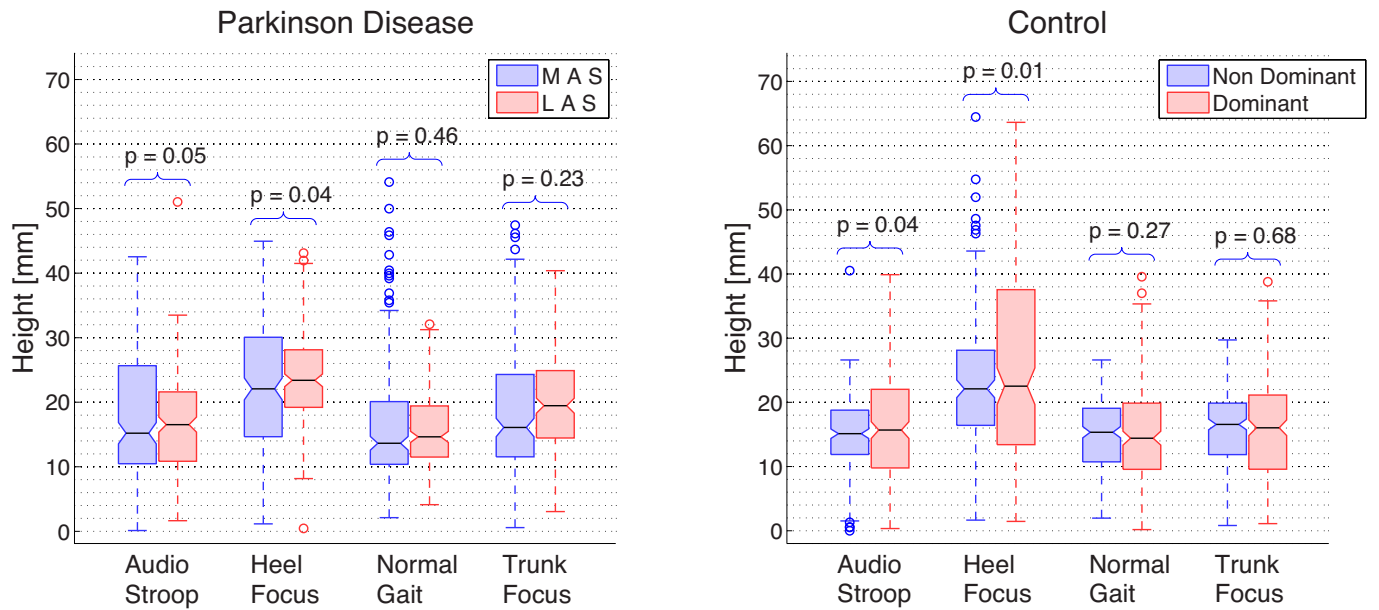 Parkinson Disease
Height [mm]
70
60
50
40
30
20
10
0
M A S
L A S
p = 0.05
p = 0.04
p = 0.46
p = 0.23
Audio
Stroop
Heel
Focus
Normal
Gait
Trunk
Focus
Control
Height [mm]
70
60
50
40
30
20
10
0
Non Dominant
Dominant
p = 0.04
p = 0.01
p = 0.27
p = 0.68
Audio
Stroop
Heel
Focus
Normal
Gait
Trunk
Focus